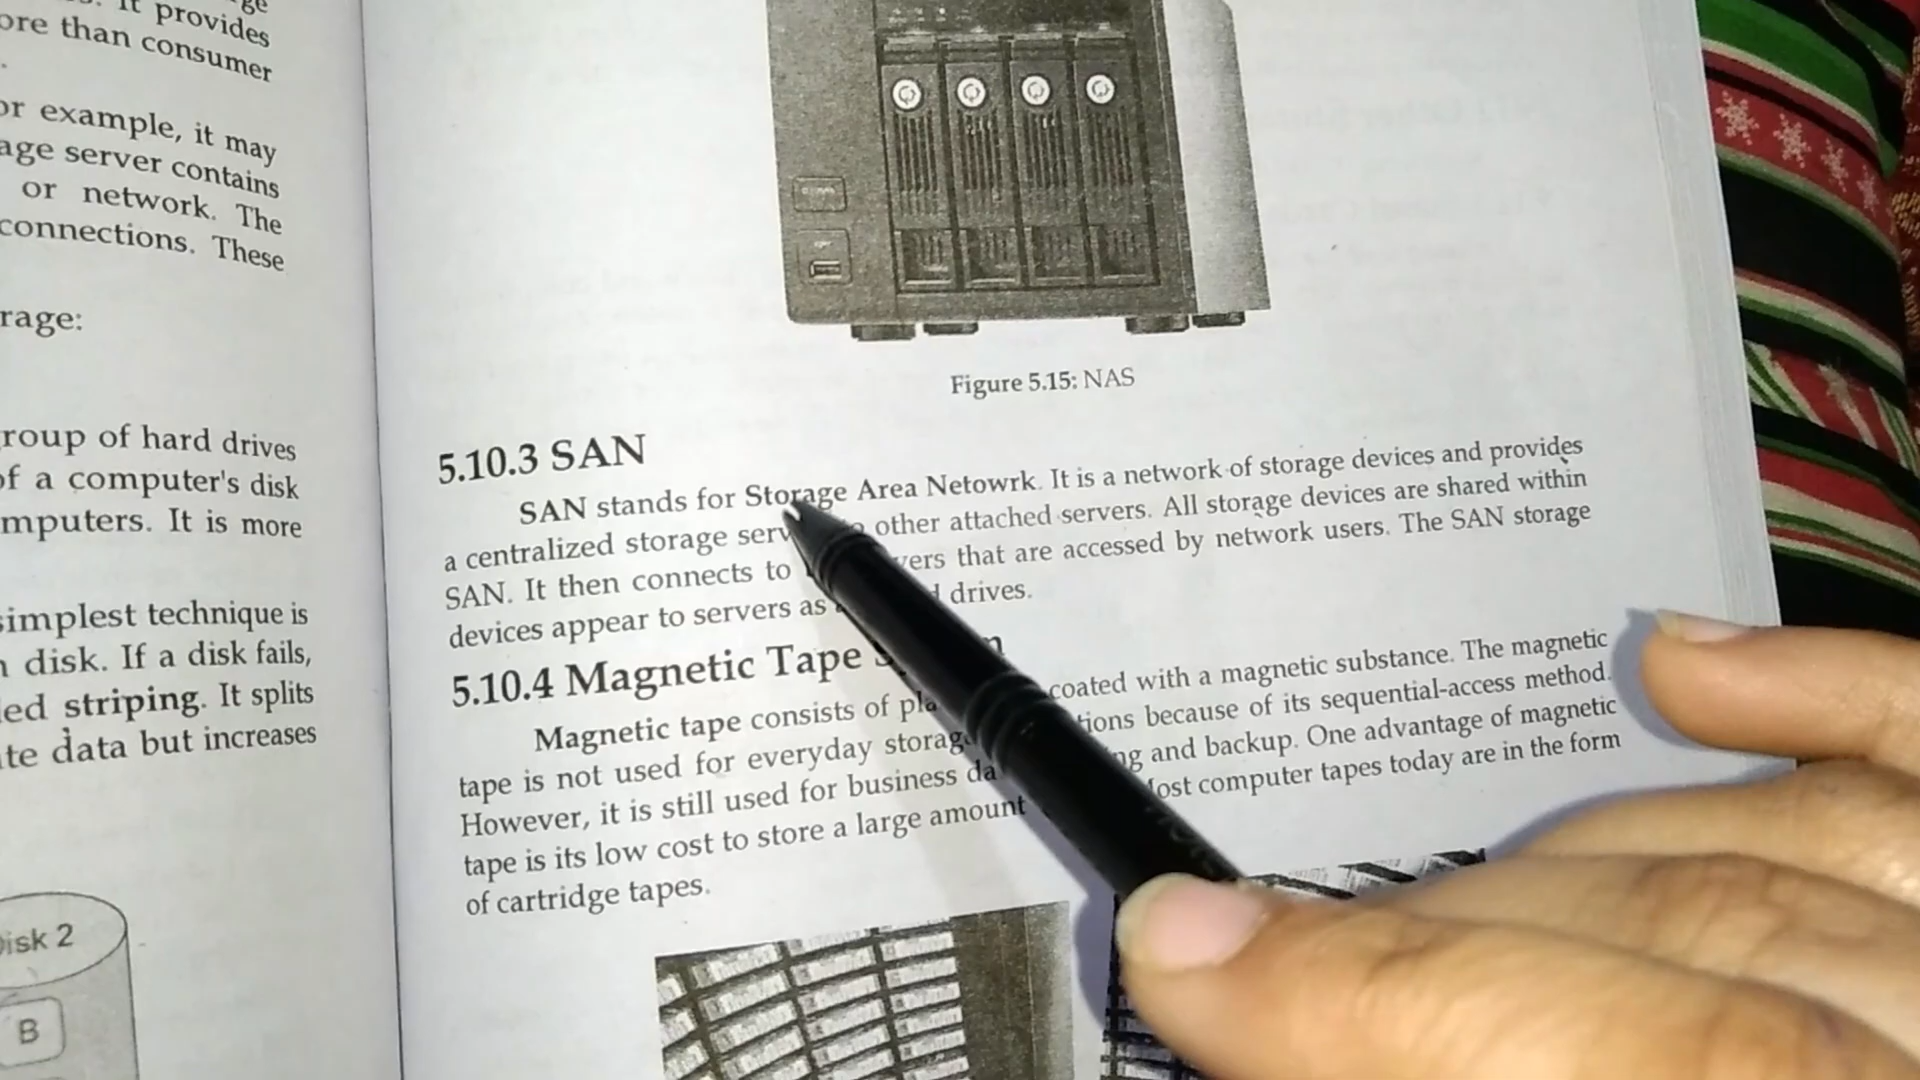 It provides
ore than consumer
or example, it may
age server contains
or network. The
connections. These
rage:
roup of hard drives
of a computer's disk
mputers. It is more
simplest technique is
disk. If a disk fails,
led striping. It splits
te data but increases
Disk 2
B
Figure 5.15: NAS
5.10.3 SAN
SAN stands for Storage Area Netowrk. It is a network of storage devices and provides
a centralized storage serv other attached servers. All storage devices are shared within
SAN. It then connects to vers that are accessed by network users. The SAN storage
devices appear to servers as drives.
5.10.4 Magnetic Tape
Magnetic tape consists of pla coated with a magnetic substance. The magnetic
tape is not used for everyday storag tions because of its sequential-access method.
However, it is still used for business da ng and backup. One advantage of magnetic
tape is its low cost to store a large amount ost computer tapes today are in the form
of cartridge tapes.